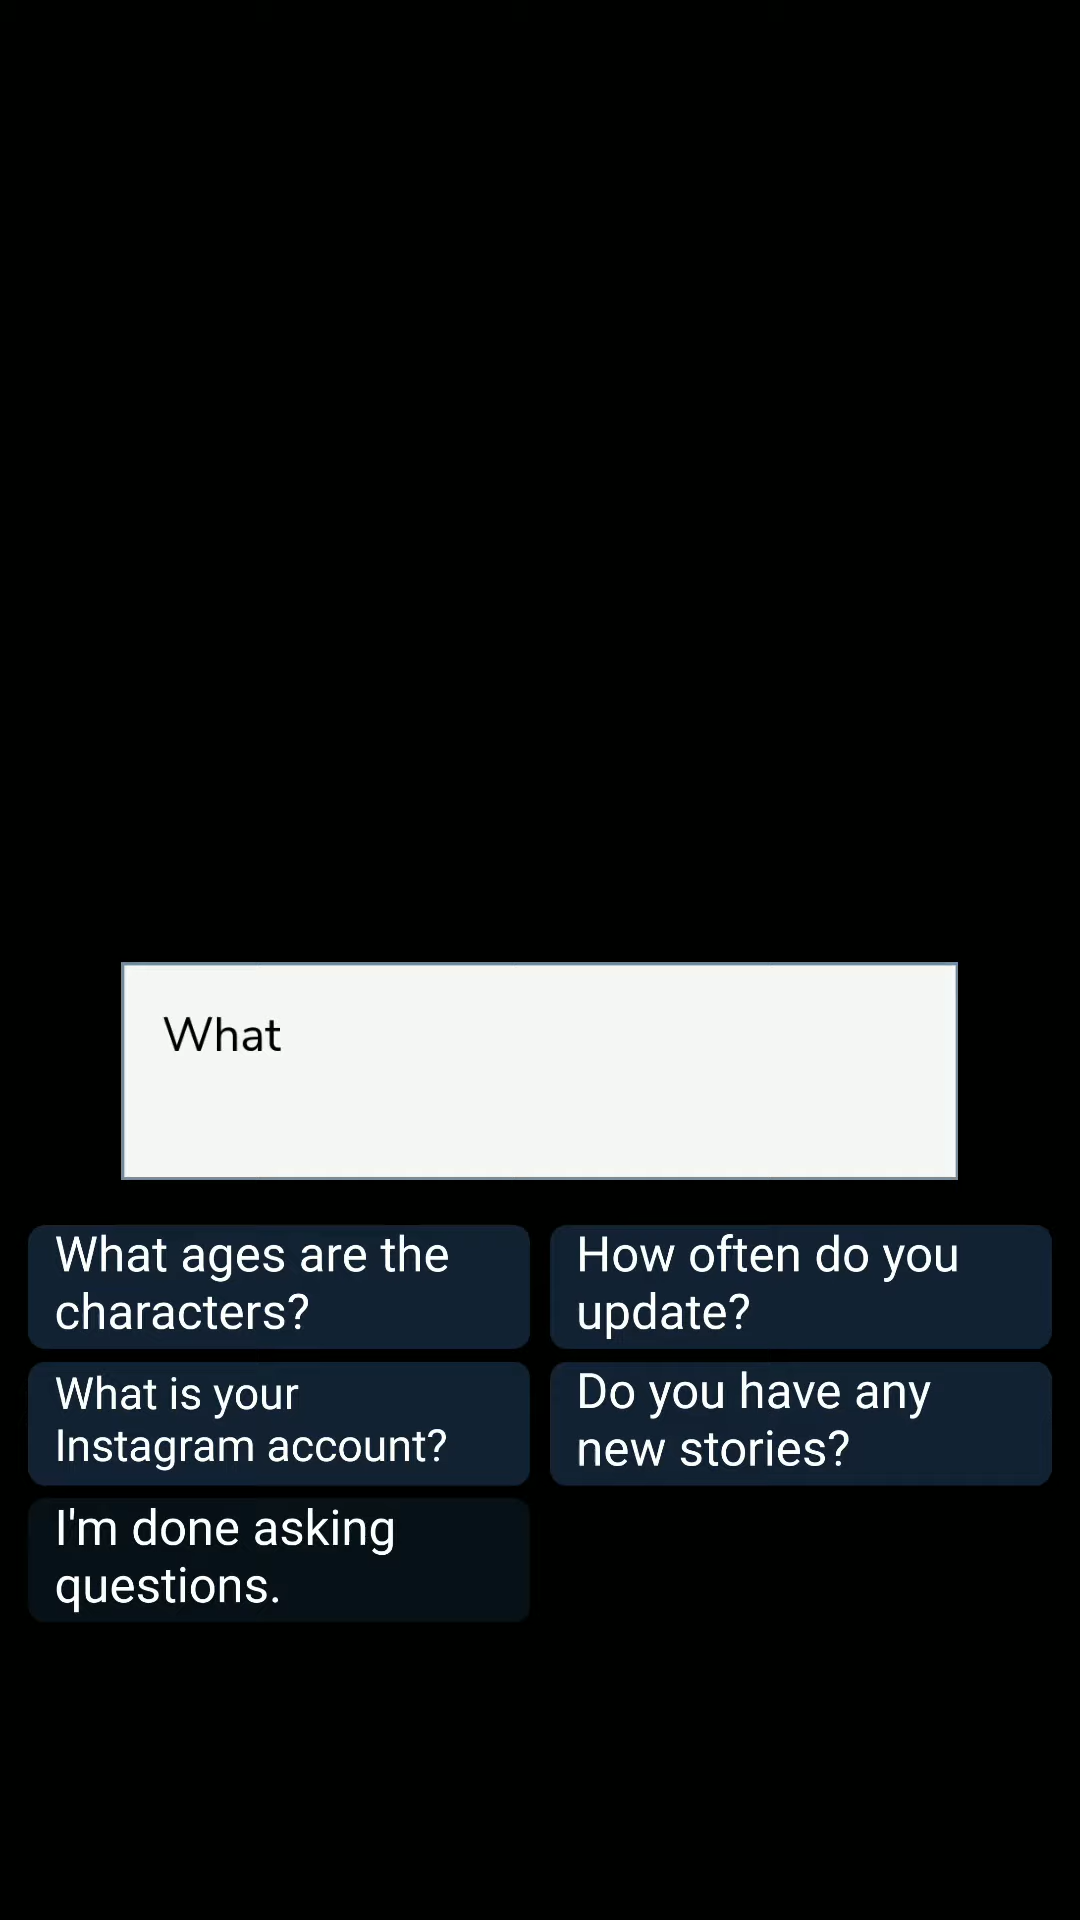 What
What ages are the
characters?
How often do you
update?
What is your
Instagram account?
Do you have any
new stories?
I'm done asking
questions.